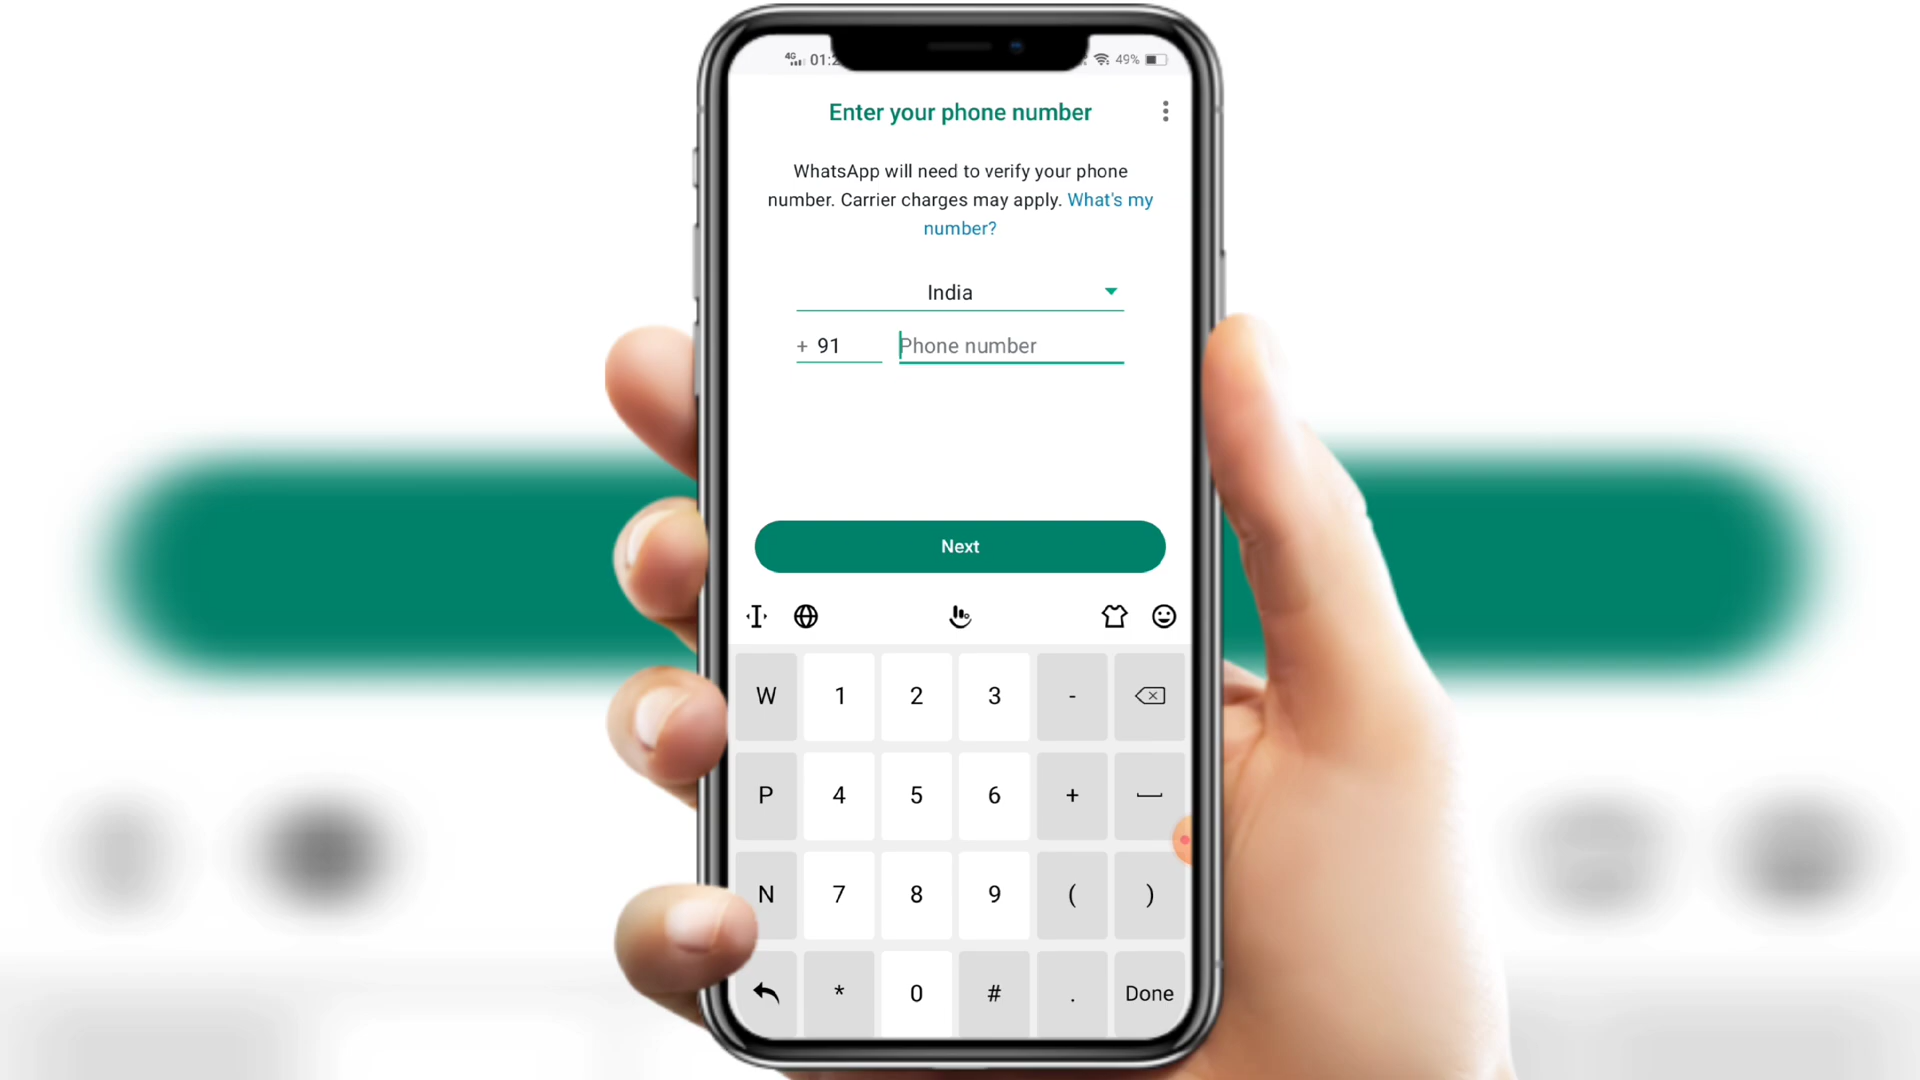 4G 01:2 49%
Enter your phone number
WhatsApp will need to verify your phone
number. Carrier charges may apply. What's my
number?
India
+ 91 Phone number
Next
W 1 2 3 -
P 4 5 6 +
N 7 8 9 ( )
* 0 # . Done